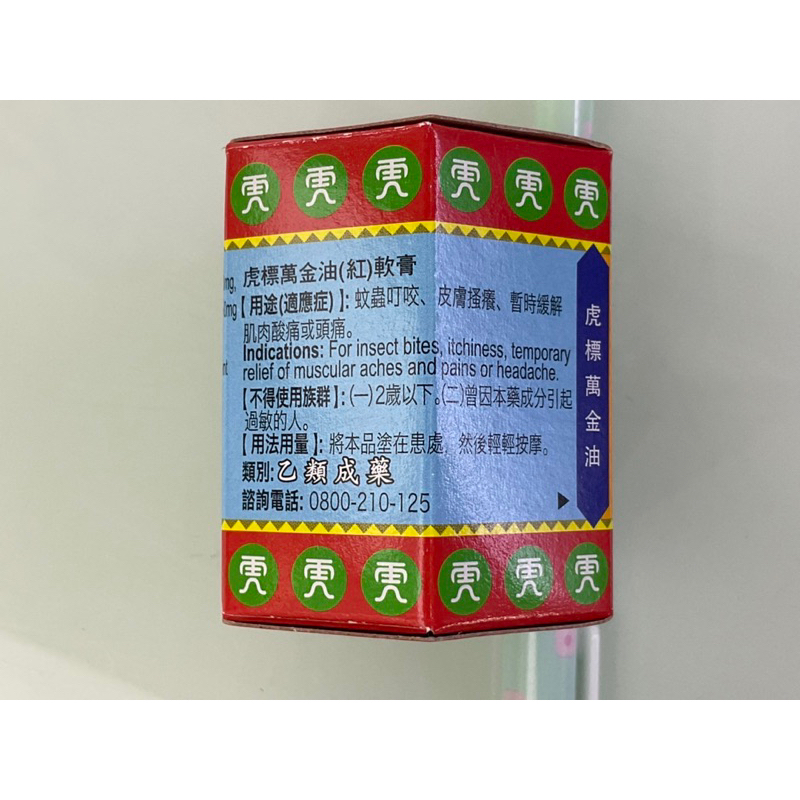 虎標萬金油(紅)軟膏
【用途(適應症)】: 蚊蟲叮咬、皮膚搔癢、暫時緩解
肌肉酸痛或頭痛。
Indications: For insect bites, itchiness, temporary
relief of muscular aches and pains or headache.
【不得使用族群】: (一)2歲以下。(二)曾因本藥成分引起
過敏的人。
【用法用量】: 將本品塗在患處, 然後輕輕按摩。
類別: 乙類成藥
諮詢電話: 0800-210-125
虎標萬金油